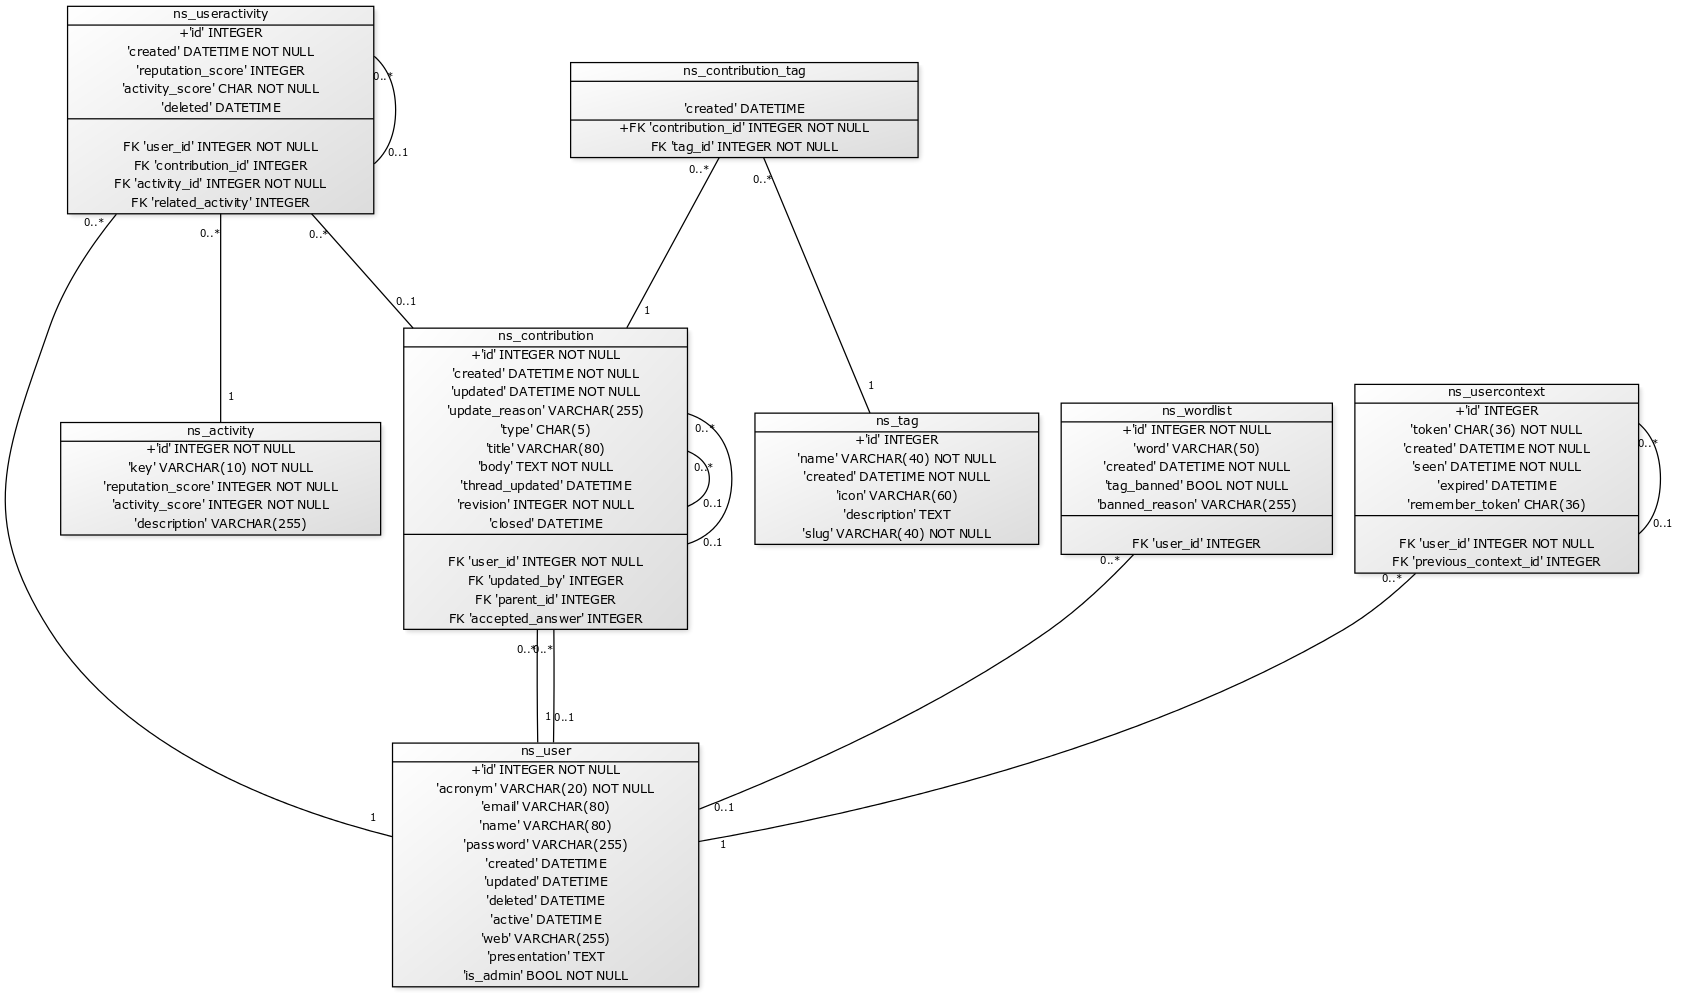 ns_useractivity
+'id' INTEGER
'created' DATETIME NOT NULL
'reputation_score' INTEGER
'activity_score' CHAR NOT NULL
'deleted' DATETIME
FK 'user_id' INTEGER NOT NULL
FK 'contribution_id' INTEGER
FK 'activity_id' INTEGER NOT NULL
FK 'related_activity' INTEGER
0..*
0..1
0..*
0..*
0..*
ns_contribution_tag
'created' DATETIME
+FK 'contribution_id' INTEGER NOT NULL
FK 'tag_id' INTEGER NOT NULL
0..*
0..*
0..1
1
1
1
ns_contribution
+'id' INTEGER NOT NULL
'created' DATETIME NOT NULL
'updated' DATETIME NOT NULL
'update_reason' VARCHAR(255)
'type' CHAR(5)
'title' VARCHAR(80)
'body' TEXT NOT NULL
'thread_updated' DATETIME
'revision' INTEGER NOT NULL
'closed' DATETIME
FK 'user_id' INTEGER NOT NULL
FK 'updated_by' INTEGER
FK 'parent_id' INTEGER
FK 'accepted_answer' INTEGER
0..*
0..*
0..1
0..1
ns_activity
+'id' INTEGER NOT NULL
'key' VARCHAR(10) NOT NULL
'reputation_score' INTEGER NOT NULL
'activity_score' INTEGER NOT NULL
'description' VARCHAR(255)
ns_tag
+'id' INTEGER
'name' VARCHAR(40) NOT NULL
'created' DATETIME NOT NULL
'icon' VARCHAR(60)
'description' TEXT
'slug' VARCHAR(40) NOT NULL
ns_wordlist
+'id' INTEGER NOT NULL
'word' VARCHAR(50)
'created' DATETIME NOT NULL
'tag_banned' BOOL NOT NULL
'banned_reason' VARCHAR(255)
FK 'user_id' INTEGER
0..*
ns_usercontext
+'id' INTEGER
'token' CHAR(36) NOT NULL
'created' DATETIME NOT NULL
'seen' DATETIME NOT NULL
'expired' DATETIME
'remember_token' CHAR(36)
FK 'user_id' INTEGER NOT NULL
FK 'previous_context_id' INTEGER
0..*
0..1
0..*
0..*
0..*
1
0..1
ns_user
+'id' INTEGER NOT NULL
'acronym' VARCHAR(20) NOT NULL
'email' VARCHAR(80)
'name' VARCHAR(80)
'password' VARCHAR(255)
'created' DATETIME
'updated' DATETIME
'deleted' DATETIME
'active' DATETIME
'web' VARCHAR(255)
'presentation' TEXT
'is_admin' BOOL NOT NULL
1
0..1
1